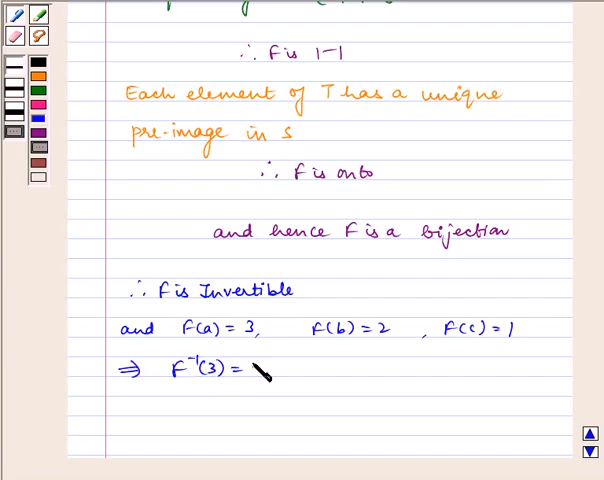 ∴ F is 1-1
Each element of T has a unique
pre-image in s
∴ F is onto
and hence F is a bijection
∴ F is Invertible
and F(a) = 3, F(b) = 2 , F(c) = 1
⇒ F⁻¹(3) =